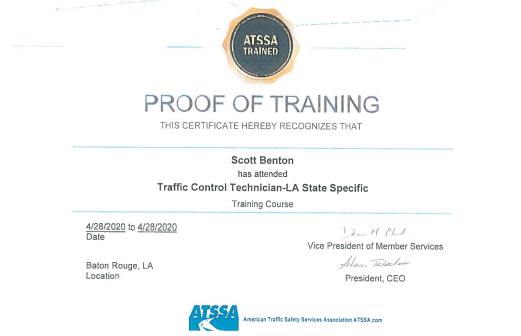 ATSSA
TRAINED
PROOF OF TRAINING
THIS CERTIFICATE HEREBY RECOGNIZES THAT
Scott Benton
has attended
Traffic Control Technician-LA State Specific
Training Course
4/28/2020 to 4/28/2020
Date
Vice President of Member Services
Baton Rouge, LA
Location
President, CEO
ATSSA American Traffic Safety Services Association ATSSA.com